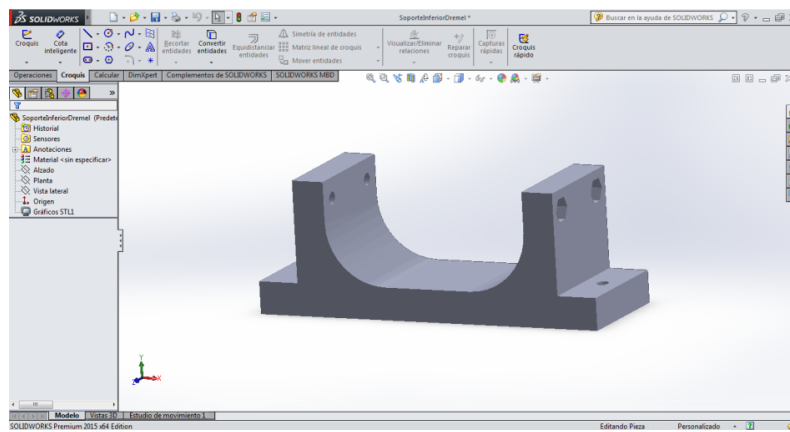 SOLIDWORKS
SoporteInferiorDremel *
Buscar en la ayuda de SOLIDWORKS
Croquis
Cota inteligente
Recortar entidades
Convertir entidades
Equidistanciar entidades
Simetría de entidades
Matriz lineal de croquis
Mover entidades
Visualizar/Eliminar relaciones
Reparar croquis
Capturas rápidas
Croquis rápido
Operaciones Croquis Calcular DimXpert Complementos de SOLIDWORKS SOLIDWORKS MBD
SoporteInferiorDremel (Predete
Historial
Sensores
Anotaciones
Material <sin especificar>
Alzado
Planta
Vista lateral
Origen
Gráficos STL1
Y
X
Z
Modelo Vistas 3D Estudio de movimiento 1
SOLIDWORKS Premium 2015 x64 Edition
Editando Pieza
Personalizado